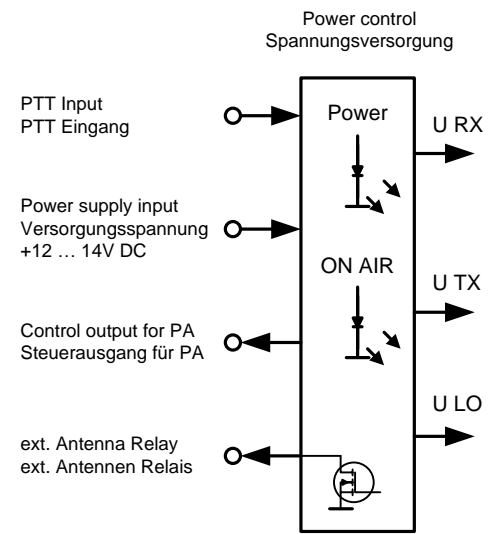 Power control
Spannungsversorgung
PTT Input
PTT Eingang
Power
U RX
Power supply input
Versorgungsspannung
+12 … 14V DC
ON AIR
U TX
Control output for PA
Steuerausgang für PA
U LO
ext. Antenna Relay
ext. Antennen Relais